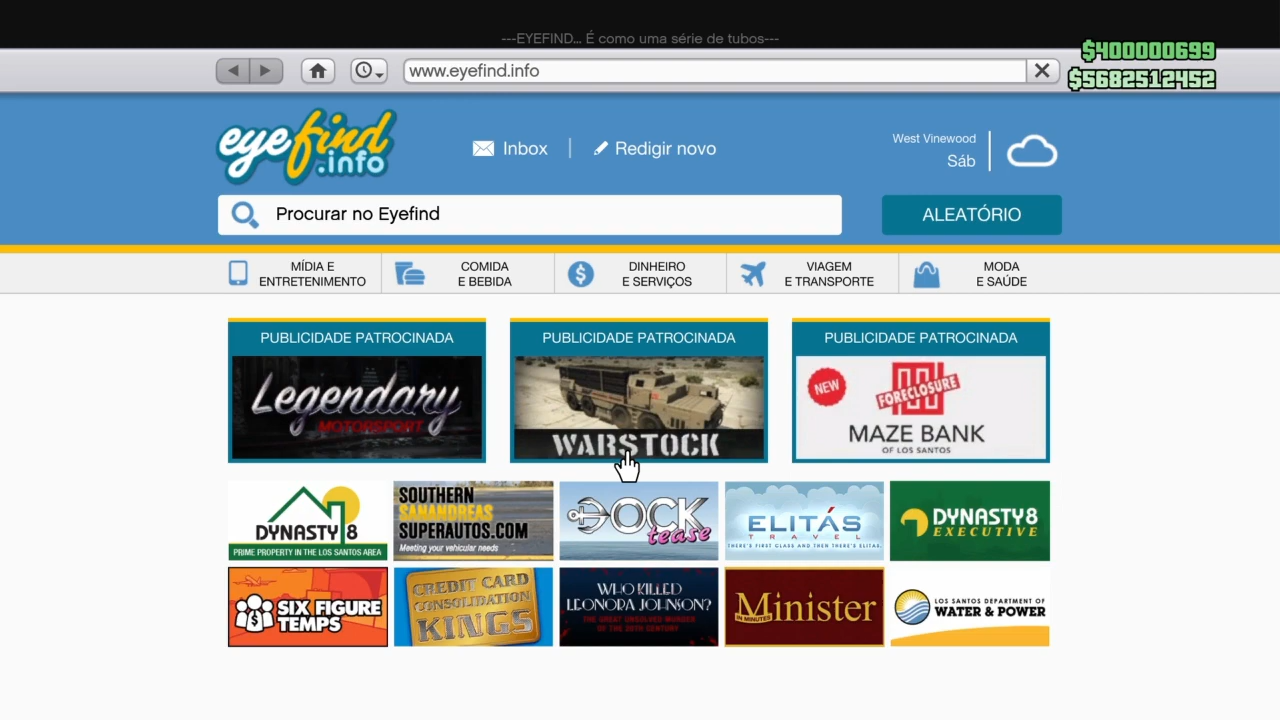 ---EYEFIND... É como uma série de tubos---
$400000699
www.eyefind.info
$5682512452
eyefind
.info
Inbox
Redigir novo
West Vinewood
Sáb
Procurar no Eyefind
ALEATÓRIO
MÍDIA E
ENTRETENIMENTO
COMIDA
E BEBIDA
DINHEIRO
E SERVIÇOS
VIAGEM
E TRANSPORTE
MODA
E SAÚDE
PUBLICIDADE PATROCINADA
Legendary
MOTORSPORT
PUBLICIDADE PATROCINADA
WARSTOCK
PUBLICIDADE PATROCINADA
NEW
FORECLOSURE
MAZE BANK
OF LOS SANTOS
DYNASTY 8
PRIME PROPERTY IN THE LOS SANTOS AREA
SOUTHERN
SANANDREAS
SUPERAUTOS.COM
Meeting your vehicular needs
DOCK
tease
ELITÁS
TRAVEL
THERE'S FIRST CLASS AND THEN THERE'S ELITÁS.
DYNASTY 8
EXECUTIVE
SIX FIGURE
TEMPS
CREDIT CARD
CONSOLIDATION
KINGS
WHO KILLED
LEONORA JOHNSON?
THE GREAT UNSOLVED MURDER
OF THE 20TH CENTURY
Minister
IN MINUTES
LOS SANTOS DEPARTMENT OF
WATER & POWER